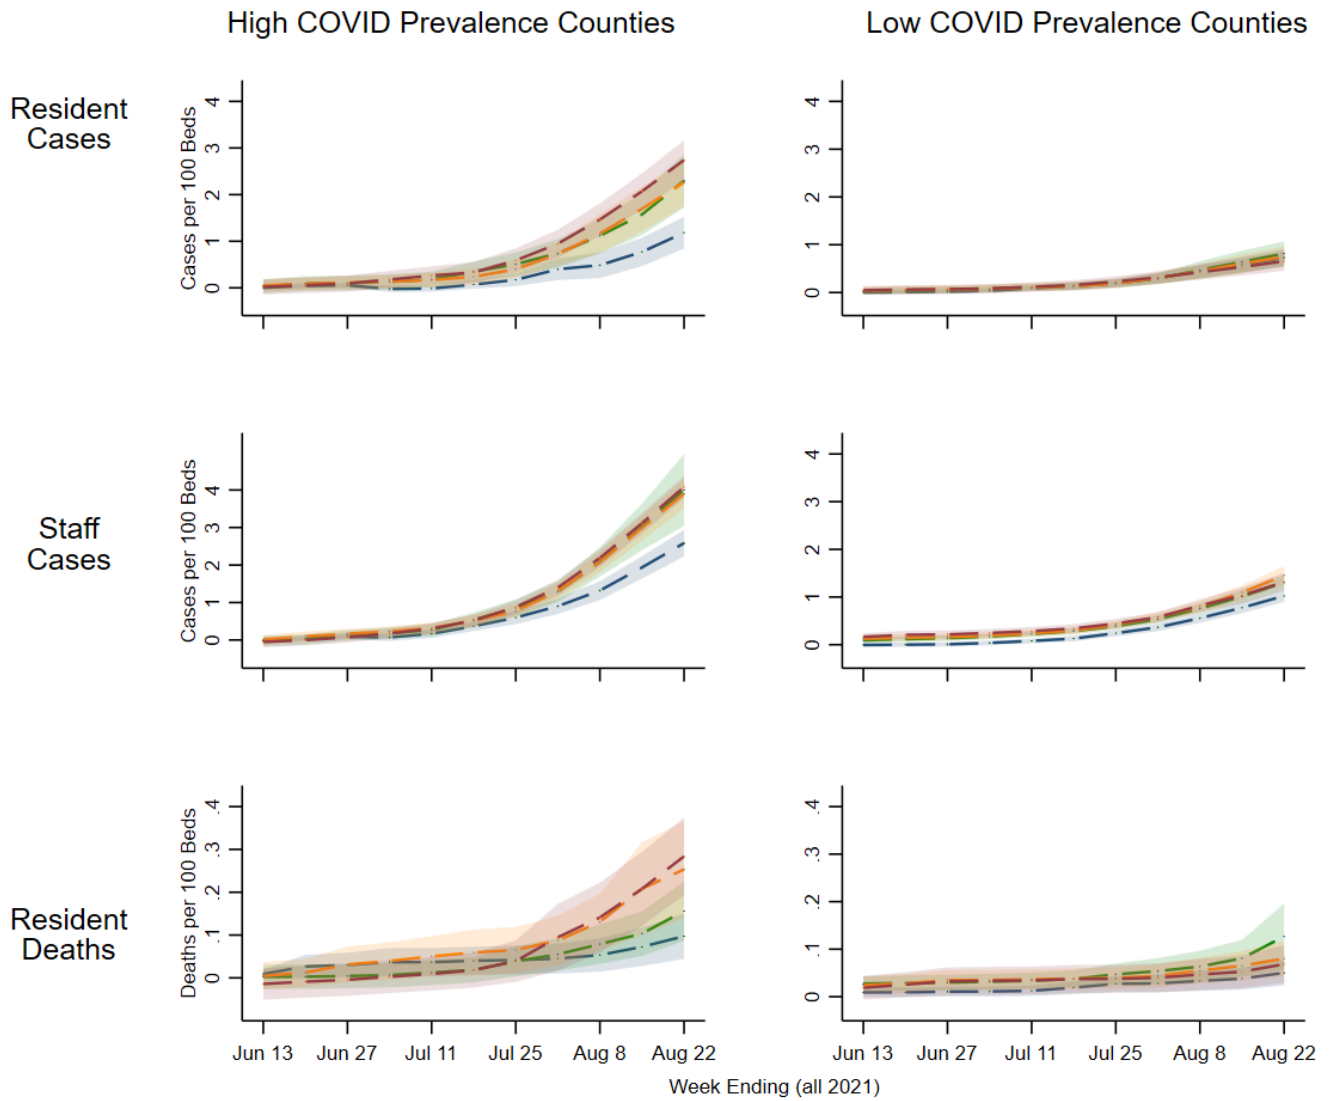 High COVID Prevalence Counties
Low COVID Prevalence Counties
Resident
Cases
Cases per 100 Beds
4
3
2
1
0
4
3
2
1
0
Staff
Cases
Cases per 100 Beds
4
3
2
1
0
4
3
2
1
0
Resident
Deaths
Deaths per 100 Beds
.4
.3
.2
.1
0
.4
.3
.2
.1
0
Jun 13 Jun 27 Jul 11 Jul 25 Aug 8 Aug 22
Jun 13 Jun 27 Jul 11 Jul 25 Aug 8 Aug 22
Week Ending (all 2021)